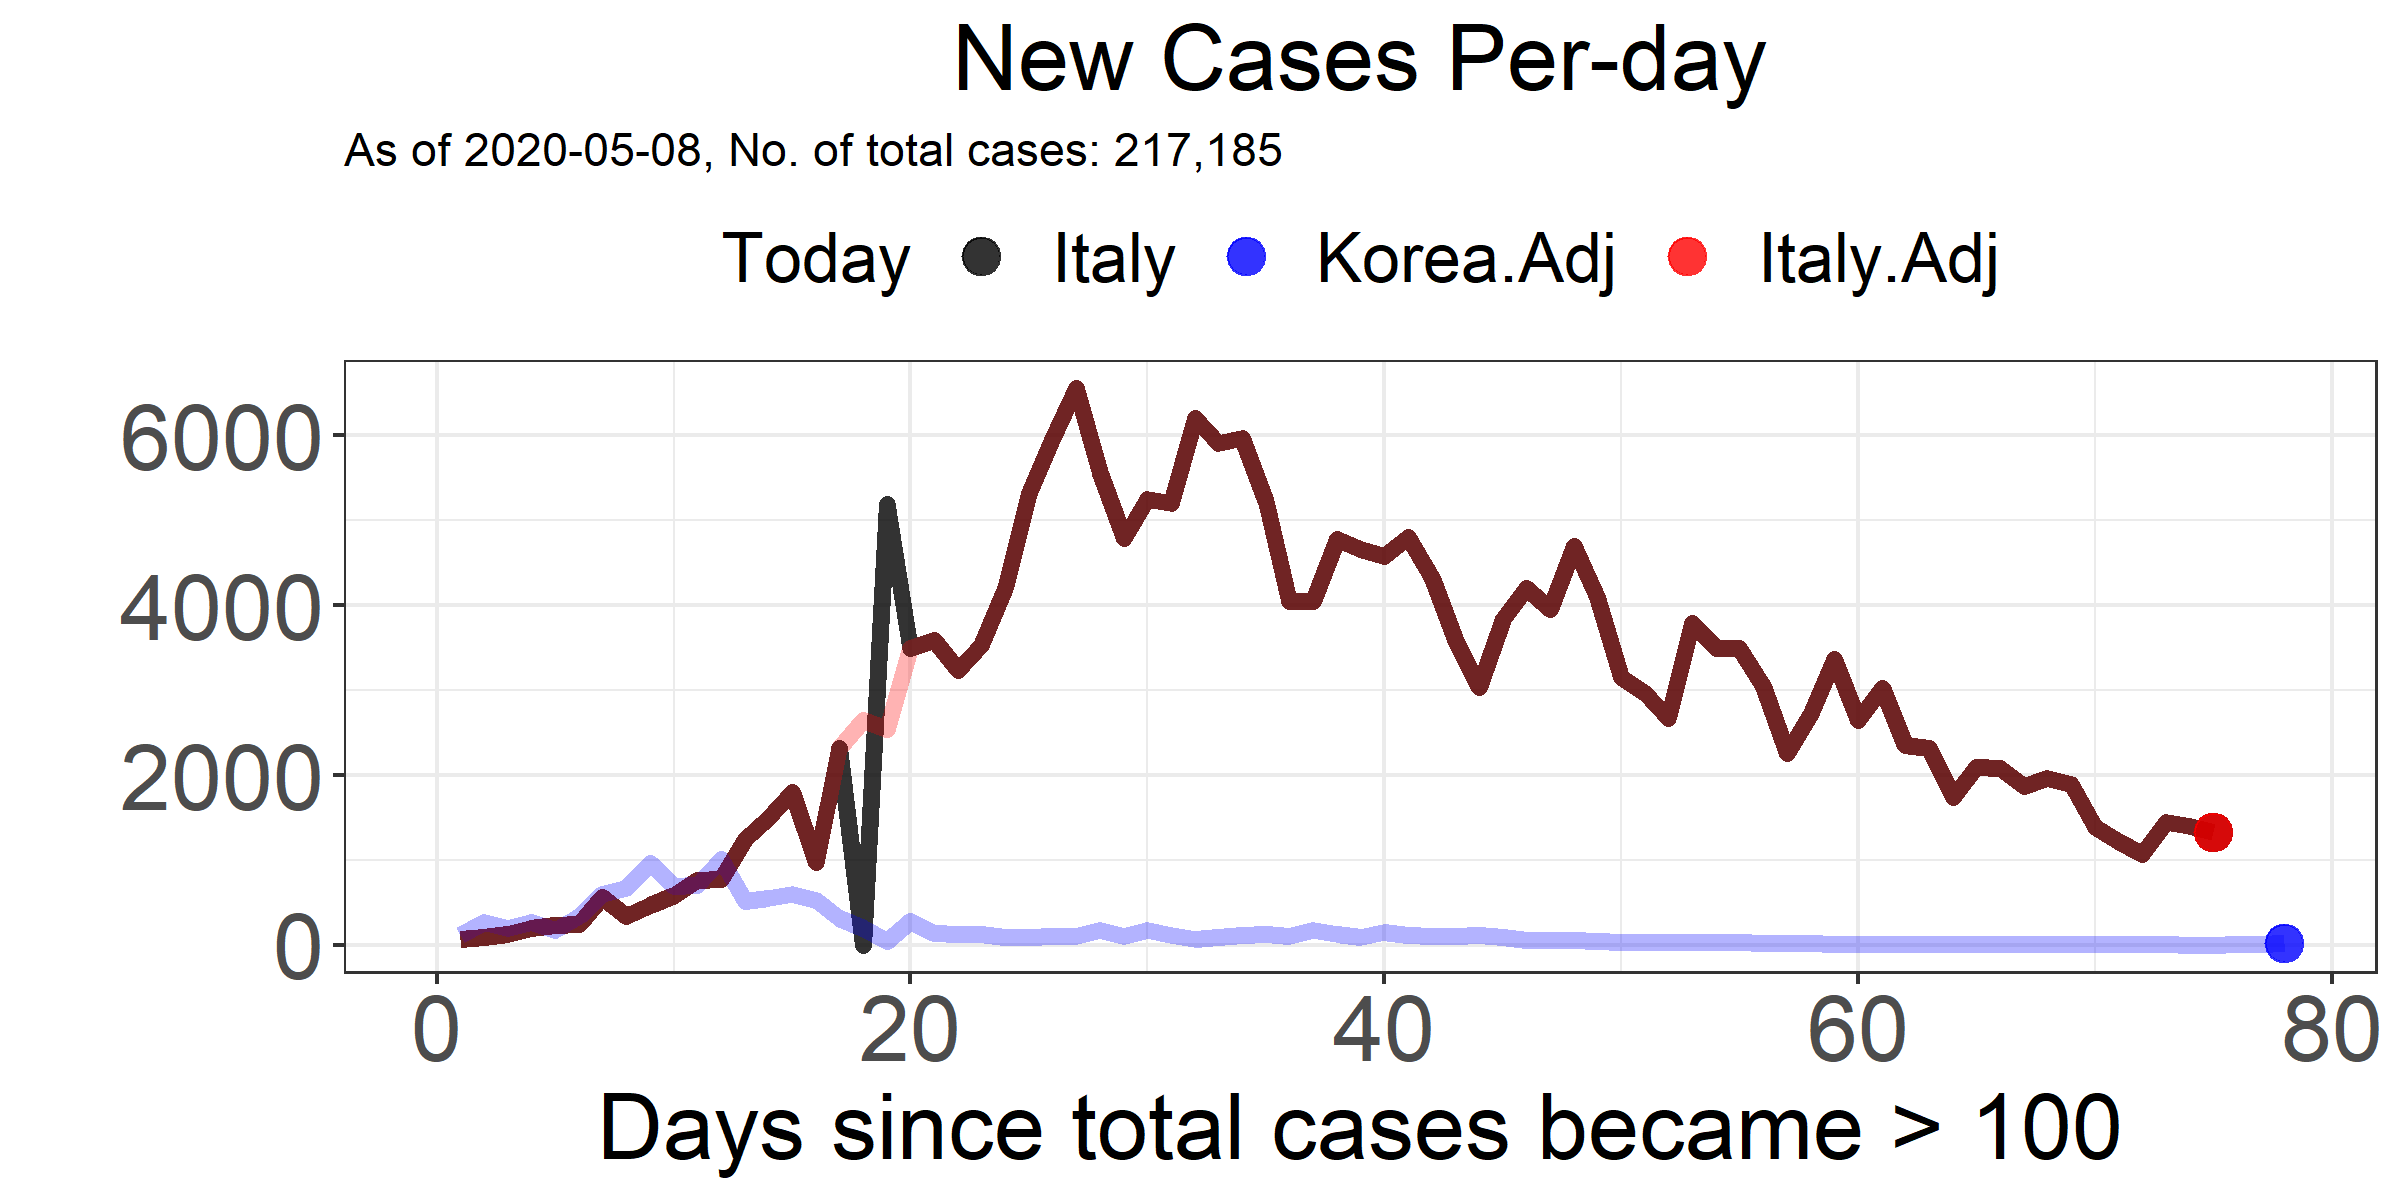 New Cases Per-day
As of 2020-05-08, No. of total cases: 217,185
Today Italy Korea.Adj Italy.Adj
6000
4000
2000
0
0 20 40 60 80
Days since total cases became > 100